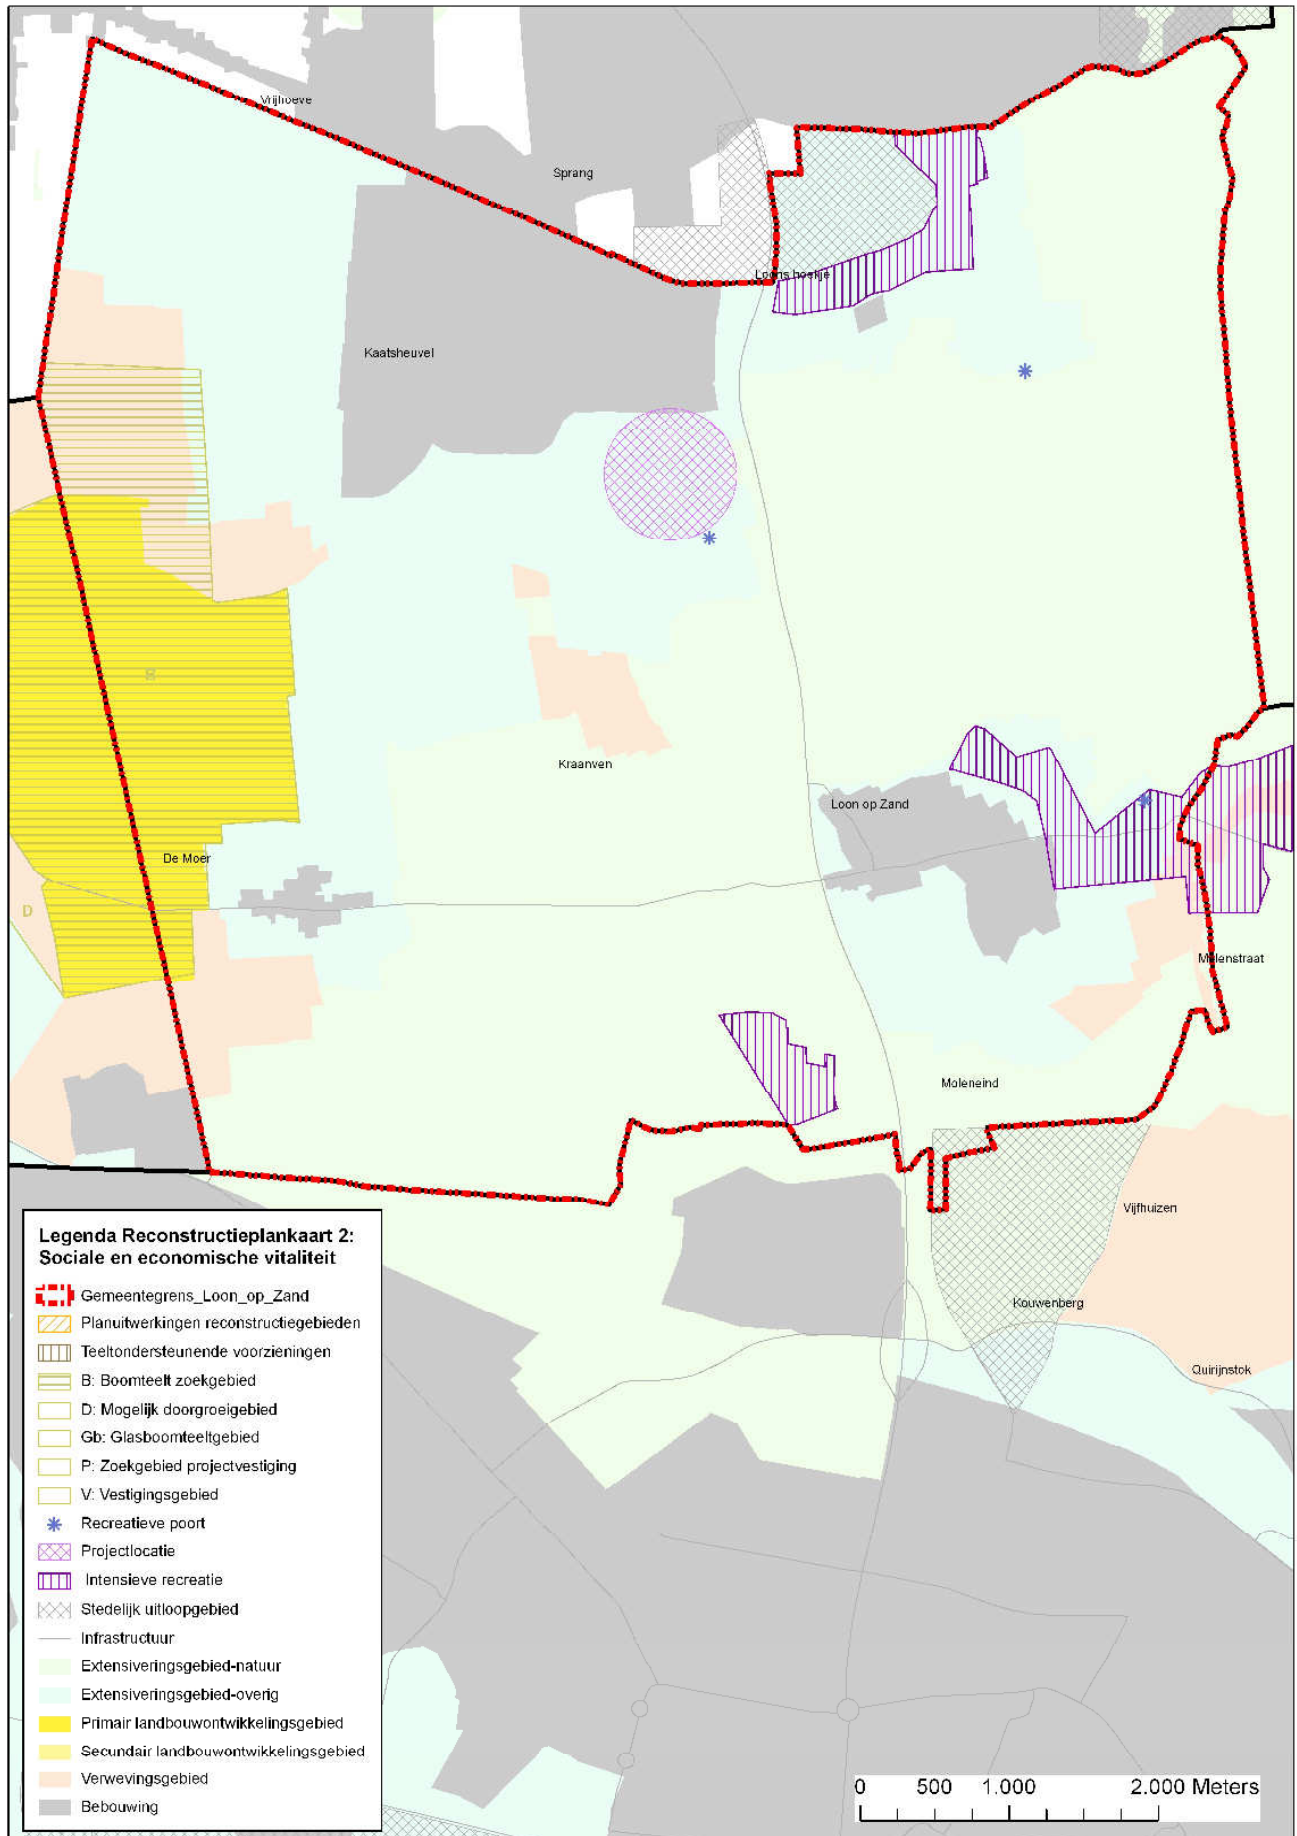 Vrijhoeve
Sprang
Loons hoekje
Kaatsheuvel
B
Kraanven
Loon op Zand
De Moer
D
Molenstraat
Moleneind
Vijfhuizen
Kouwenberg
Quirijnstok
Legenda Reconstructieplankaart 2:
Sociale en economische vitaliteit
Gemeentegrens_Loon_op_Zand
Planuitwerkingen reconstructiegebieden
Teeltondersteunende voorzieningen
B: Boomteelt zoekgebied
D: Mogelijk doorgroeigebied
Gb: Glasboomteeltgebied
P: Zoekgebied projectvestiging
V: Vestigingsgebied
Recreatieve poort
Projectlocatie
Intensieve recreatie
Stedelijk uitloopgebied
Infrastructuur
Extensiveringsgebied-natuur
Extensiveringsgebied-overig
Primair landbouwontwikkelingsgebied
Secundair landbouwontwikkelingsgebied
Verwevingsgebied
Bebouwing
0 500 1.000 2.000 Meters